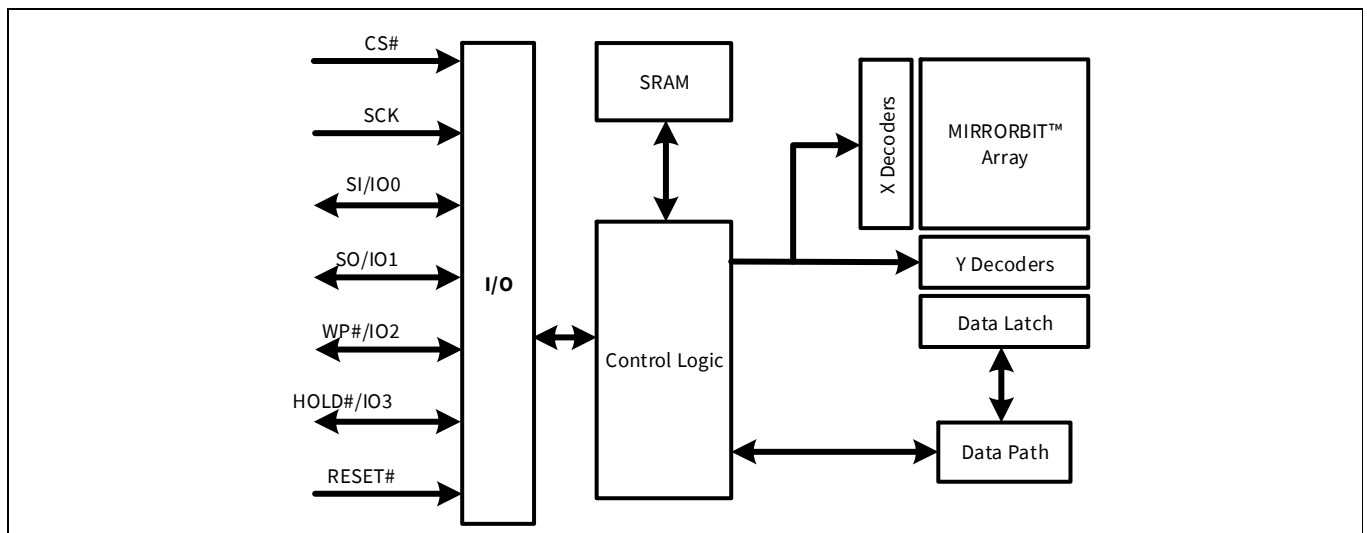 CS#
SCK
SI/IO0
SO/IO1
WP#/IO2
HOLD#/IO3
RESET#
I/O
SRAM
Control Logic
X Decoders
MIRRORBIT™
Array
Y Decoders
Data Latch
Data Path